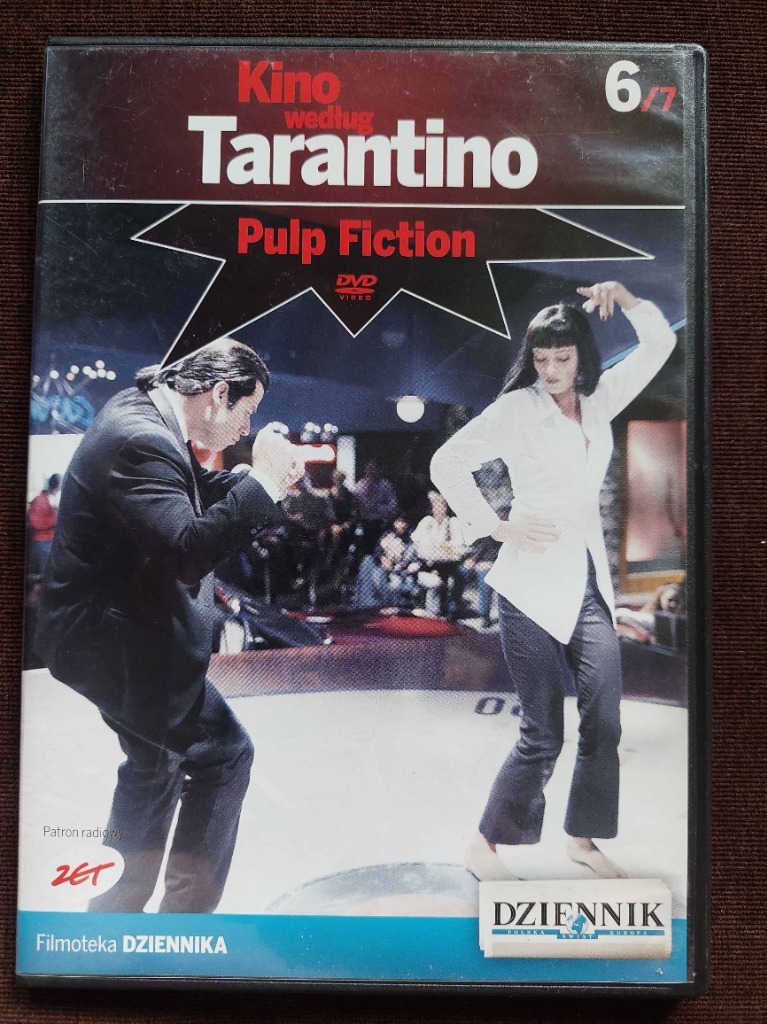 Kino
według
Tarantino
6/7
Pulp Fiction
DVD
VIDEO
Patron radiowy
ZET
DZIENNIK
POLSKA ŚWIAT EUROPA
Filmoteka DZIENNIKA